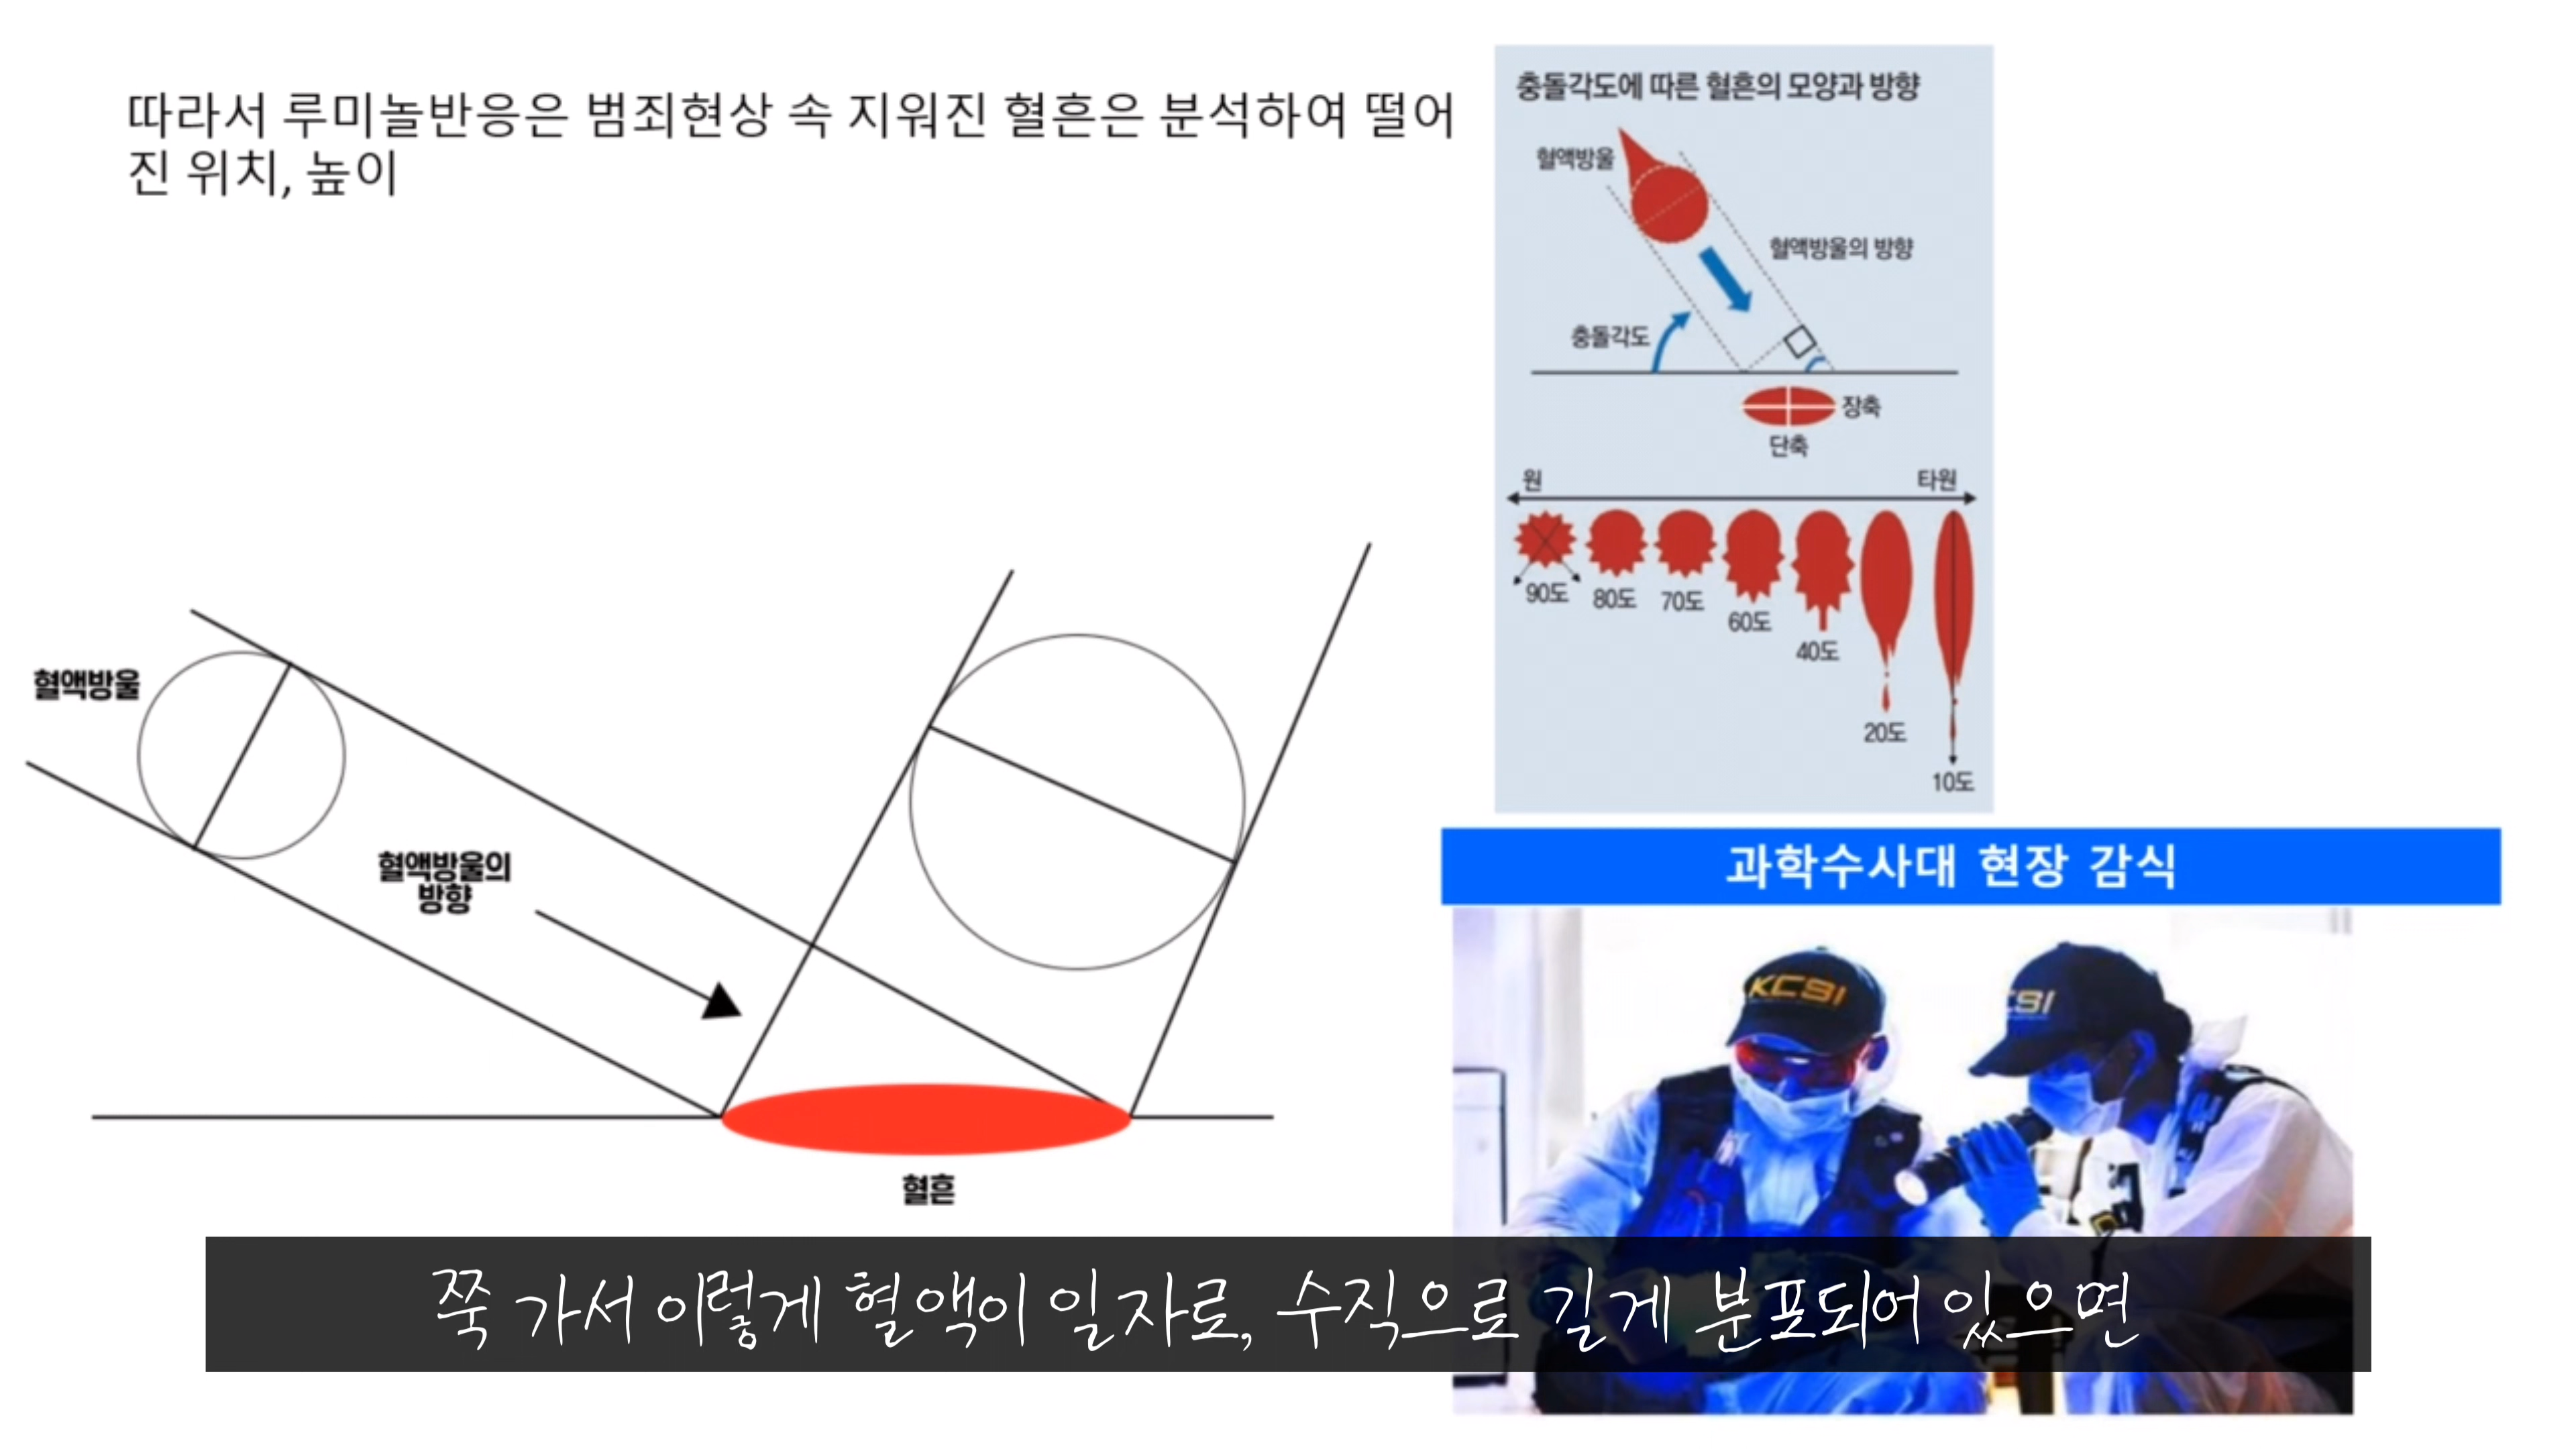 따라서 루미놀반응은 범죄현상 속 지워진 혈흔은 분석하여 떨어
진 위치, 높이
충돌각도에 따른 혈흔의 모양과 방향
혈액방울
혈액방울의 방향
충돌각도
장축
단축
원
타원
90도
80도
70도
60도
40도
20도
10도
혈액방울
혈액방울의
방향
혈흔
과학수사대 현장 감식
KCSI
CSI
쭉 가서 이렇게 혈액이 일자로, 수직으로 길게 분포되어 있으면